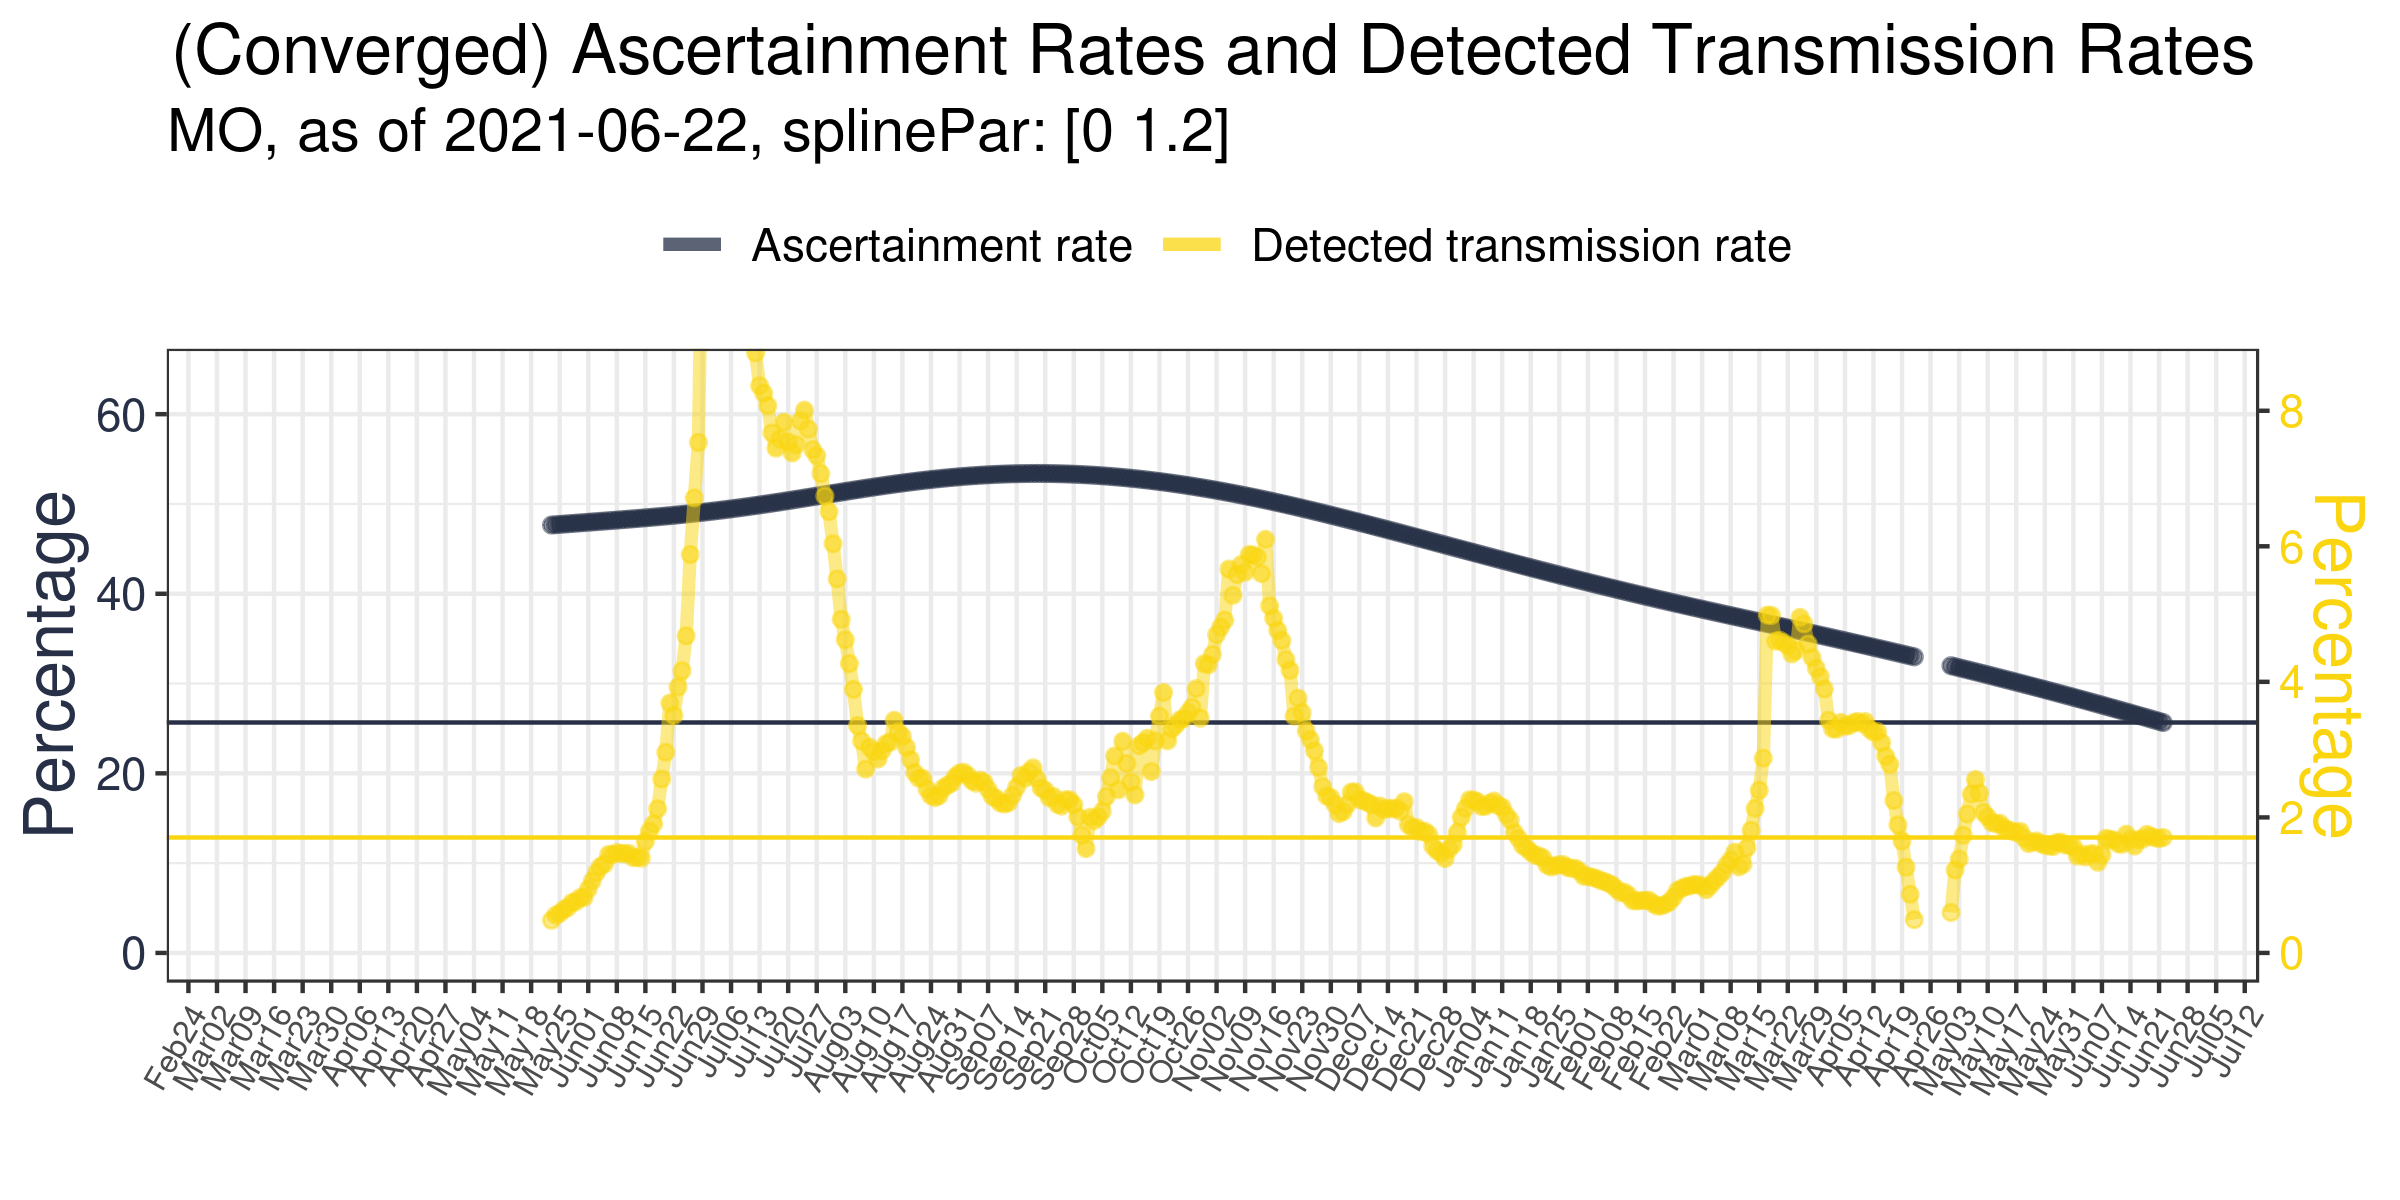 (Converged) Ascertainment Rates and Detected Transmission Rates
MO, as of 2021-06-22, splinePar: [0 1.2]
Ascertainment rate
Detected transmission rate
Percentage
60
40
20
0
8
6
4
2
0
Percentage
Feb24
Mar02
Mar09
Mar16
Mar23
Mar30
Apr06
Apr13
Apr20
Apr27
May04
May11
May18
May25
Jun01
Jun08
Jun15
Jun22
Jun29
Jul06
Jul13
Jul20
Jul27
Aug03
Aug10
Aug17
Aug24
Aug31
Sep07
Sep14
Sep21
Sep28
Oct05
Oct12
Oct19
Oct26
Nov02
Nov09
Nov16
Nov23
Nov30
Dec07
Dec14
Dec21
Dec28
Jan04
Jan11
Jan18
Jan25
Feb01
Feb08
Feb15
Feb22
Mar01
Mar08
Mar15
Mar22
Mar29
Apr05
Apr12
Apr19
Apr26
May03
May10
May17
May24
May31
Jun07
Jun14
Jun21
Jun28
Jul05
Jul12